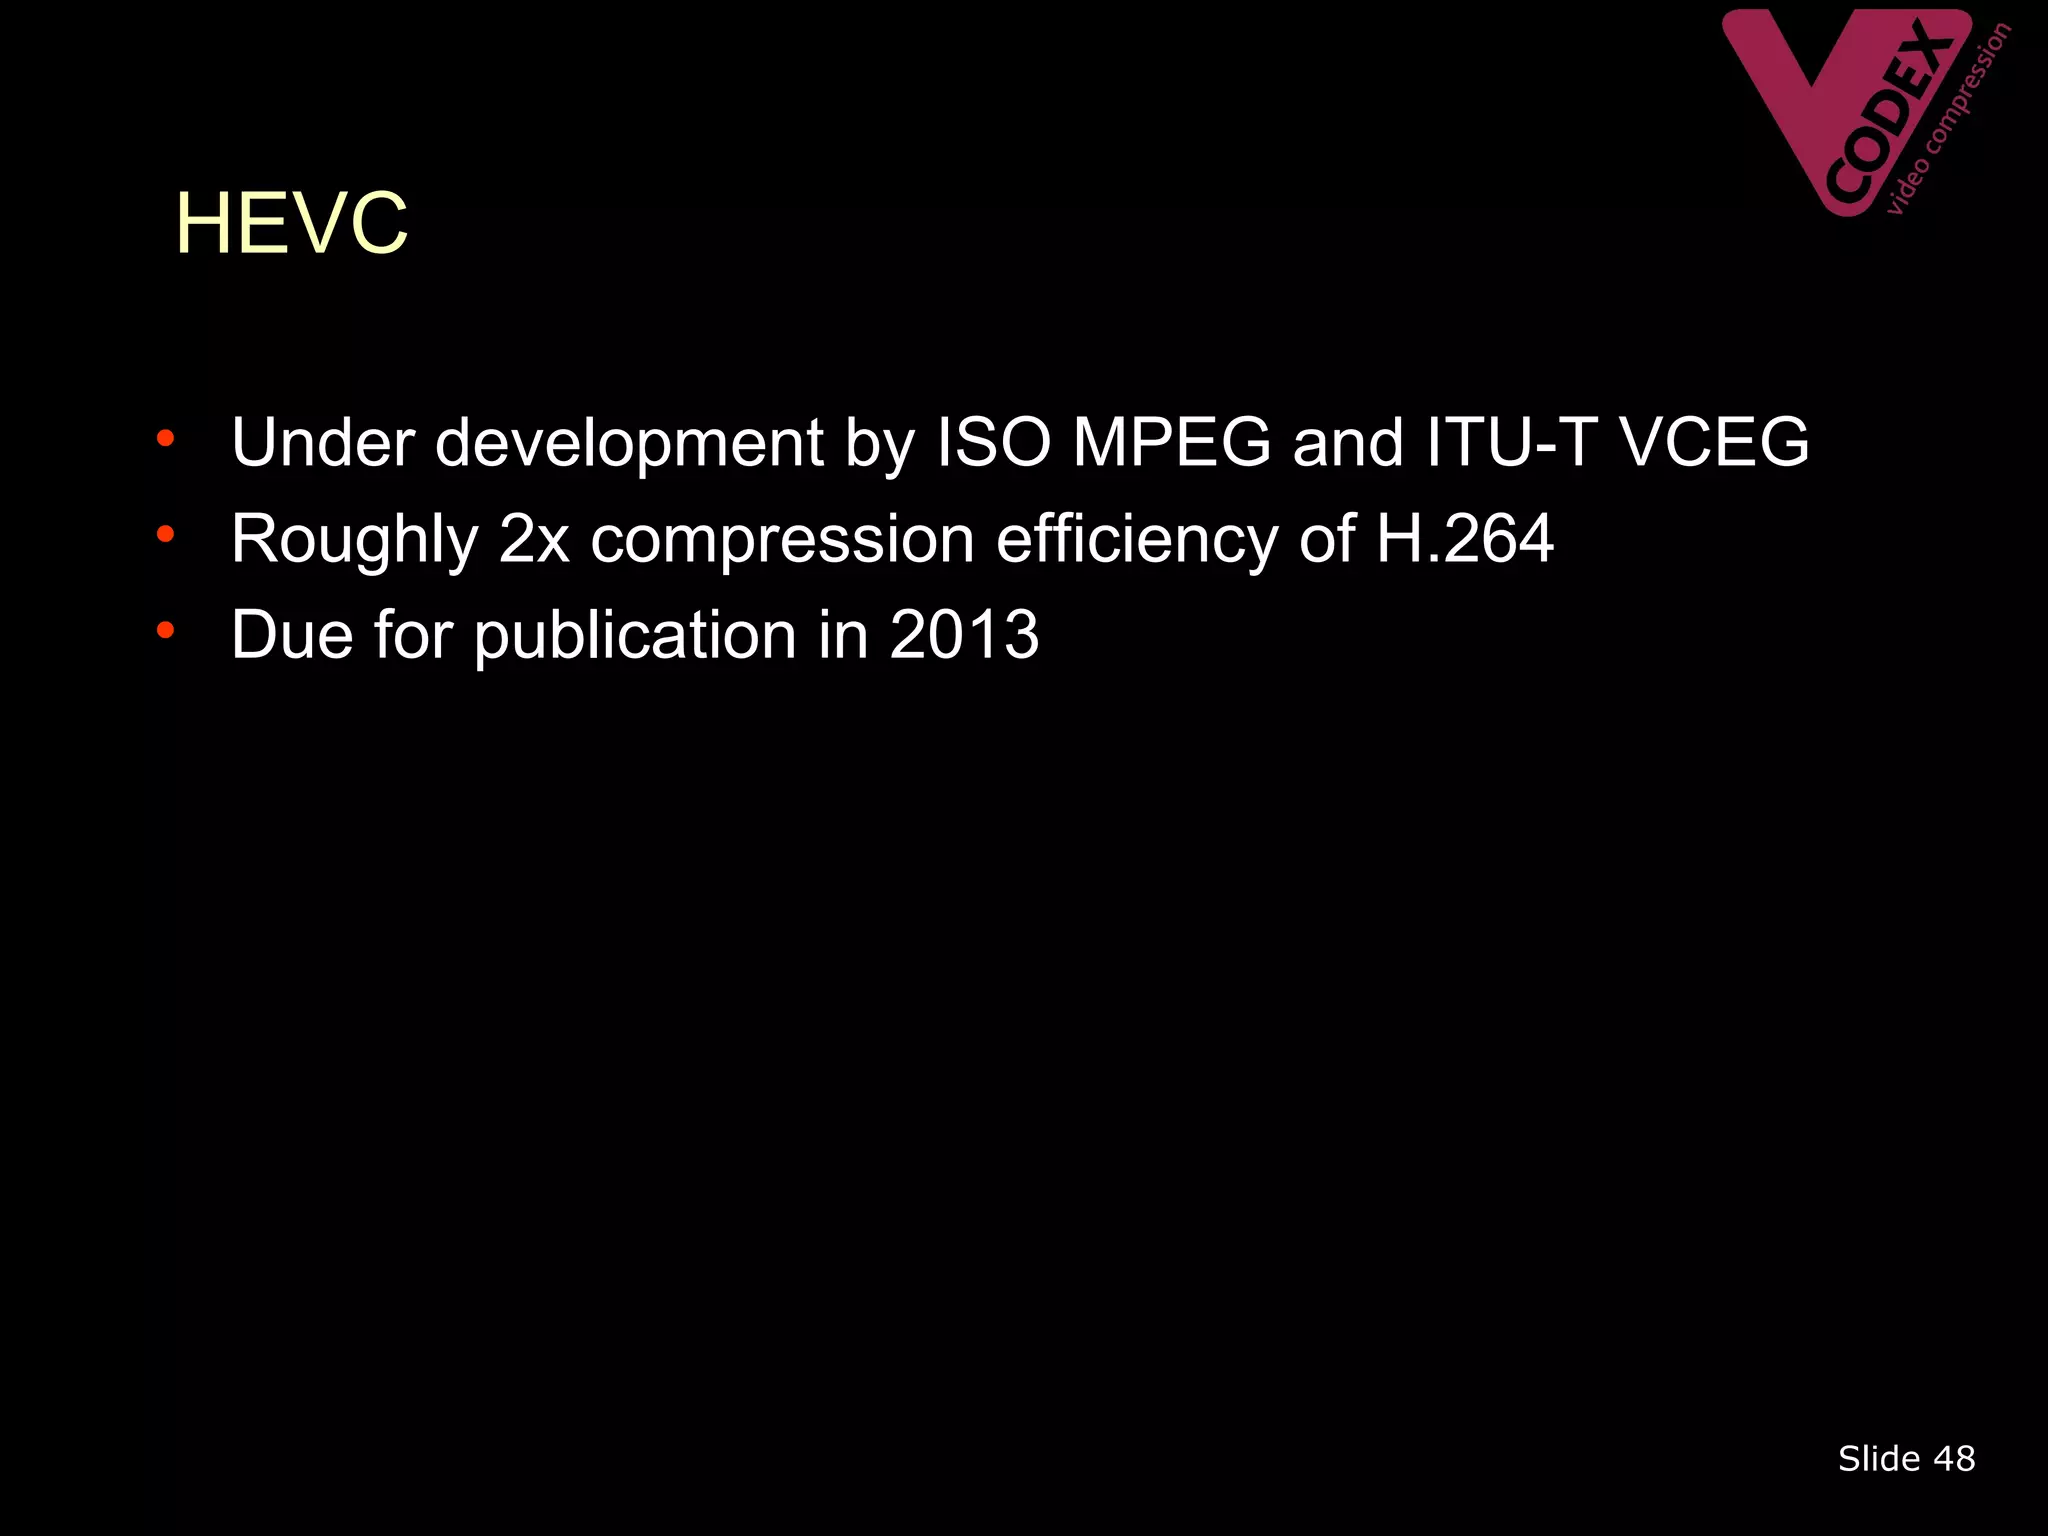 VCODEX
video compression
HEVC
• Under development by ISO MPEG and ITU-T VCEG
• Roughly 2x compression efficiency of H.264
• Due for publication in 2013
Slide 48